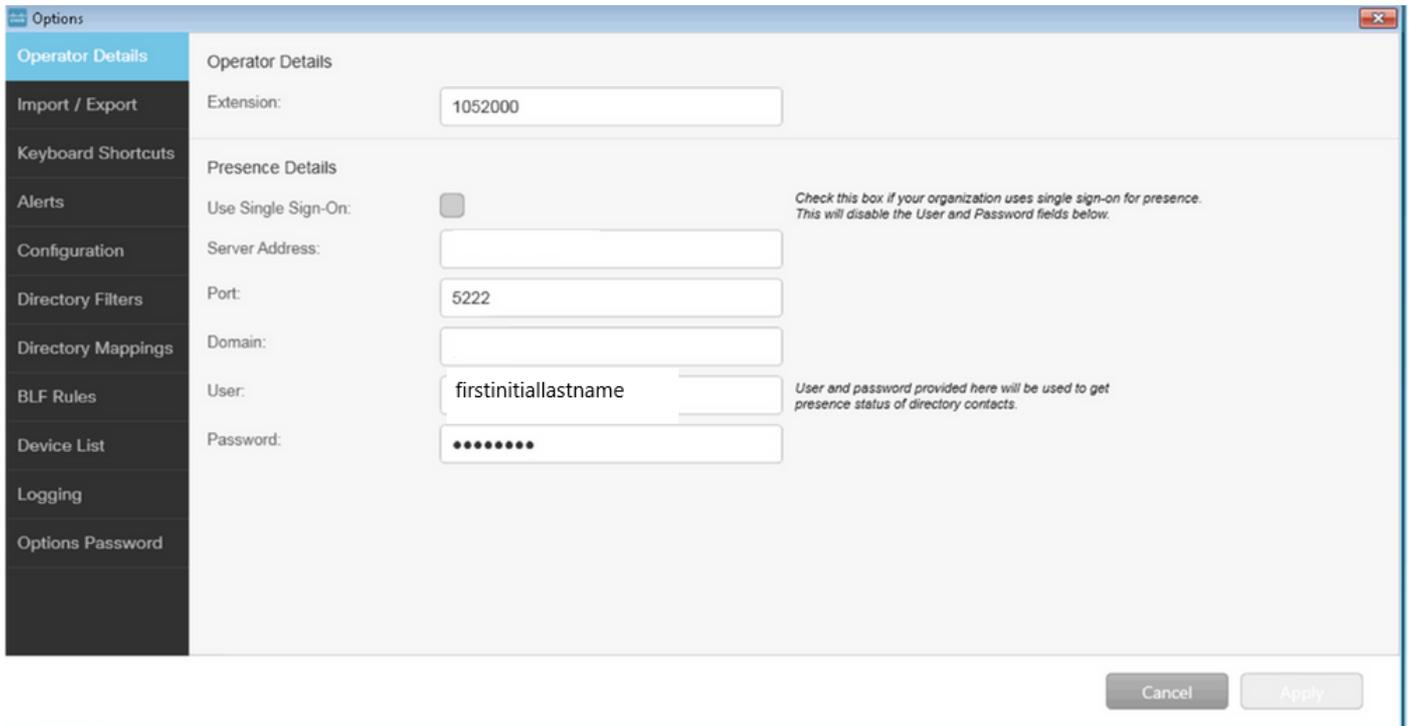 Options
Operator Details
Import / Export
Keyboard Shortcuts
Alerts
Configuration
Directory Filters
Directory Mappings
BLF Rules
Device List
Logging
Options Password
Operator Details
Extension: 1052000
Presence Details
Use Single Sign-On:
Check this box if your organization uses single sign-on for presence.
This will disable the User and Password fields below.
Server Address:
Port: 5222
Domain:
User: firstinitiallastname
User and password provided here will be used to get
presence status of directory contacts.
Password: ●●●●●●●●
Cancel Apply